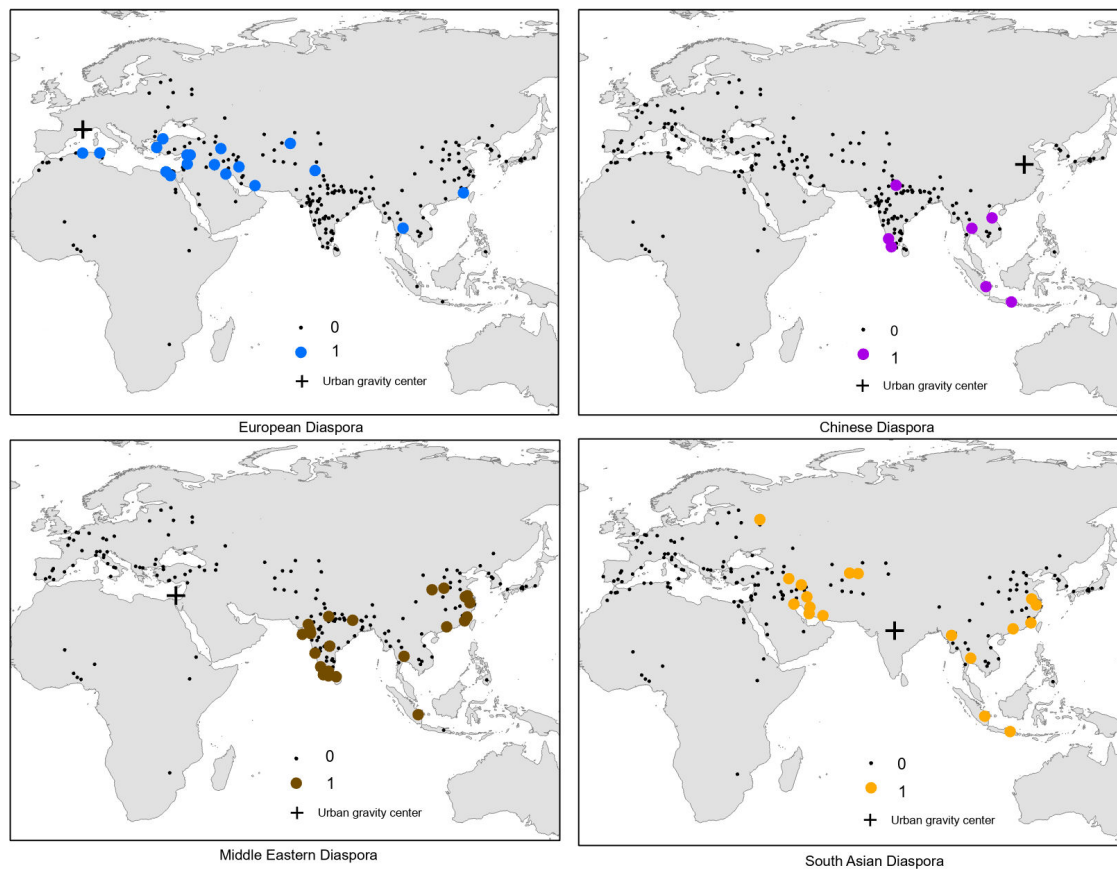 0
1
Urban gravity center
European Diaspora
0
1
Urban gravity center
Chinese Diaspora
0
1
Urban gravity center
Middle Eastern Diaspora
0
1
Urban gravity center
South Asian Diaspora